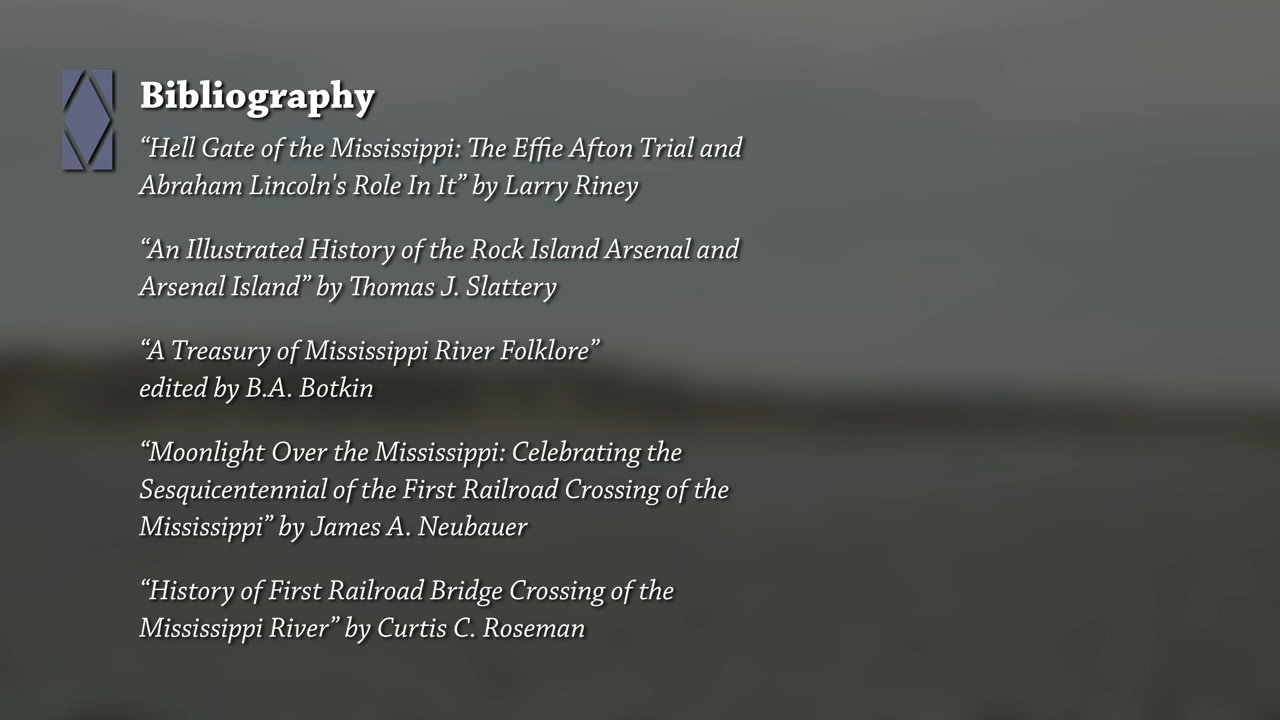 Bibliography
“Hell Gate of the Mississippi: The Effie Afton Trial and
Abraham Lincoln's Role In It” by Larry Riney
“An Illustrated History of the Rock Island Arsenal and
Arsenal Island” by Thomas J. Slattery
“A Treasury of Mississippi River Folklore”
edited by B.A. Botkin
“Moonlight Over the Mississippi: Celebrating the
Sesquicentennial of the First Railroad Crossing of the
Mississippi” by James A. Neubauer
“History of First Railroad Bridge Crossing of the
Mississippi River” by Curtis C. Roseman